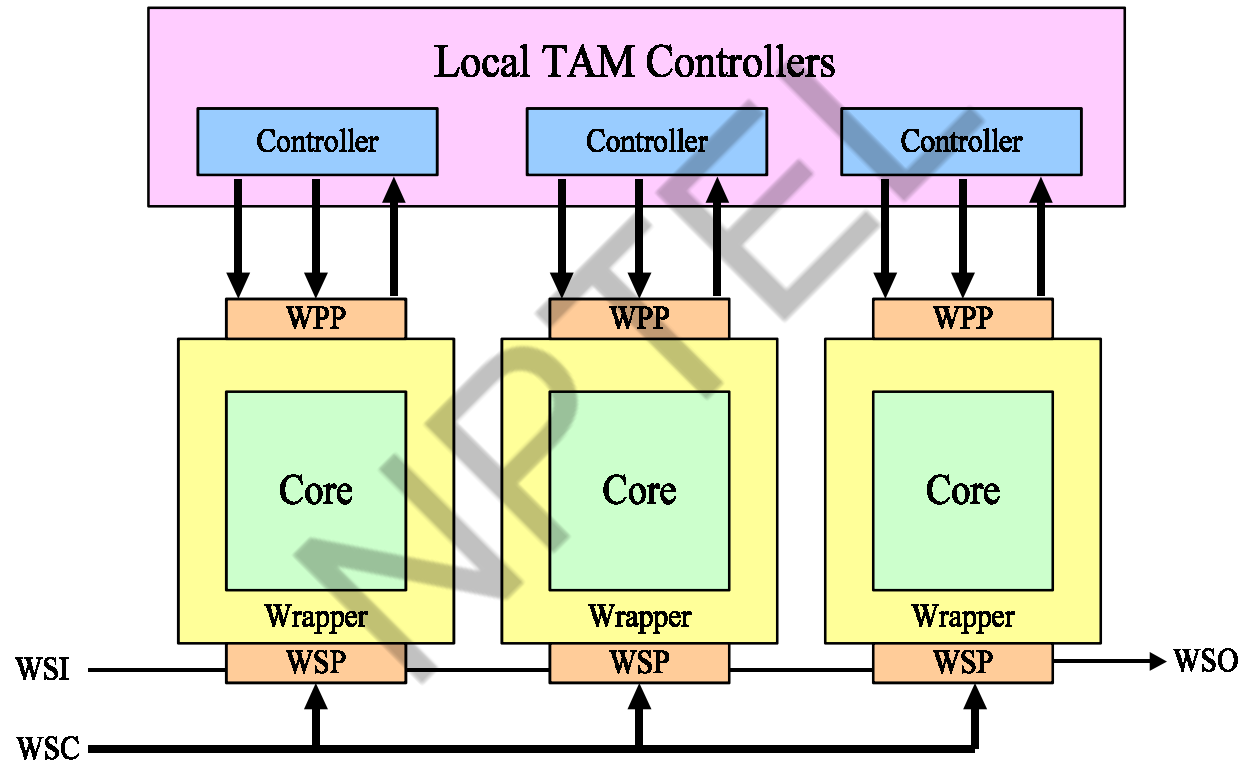 Local TAM Controllers
Controller
Controller
Controller
WPP
WPP
WPP
Core
Core
Core
Wrapper
Wrapper
Wrapper
WSI
WSP
WSP
WSP
WSO
WSC
NPTEL